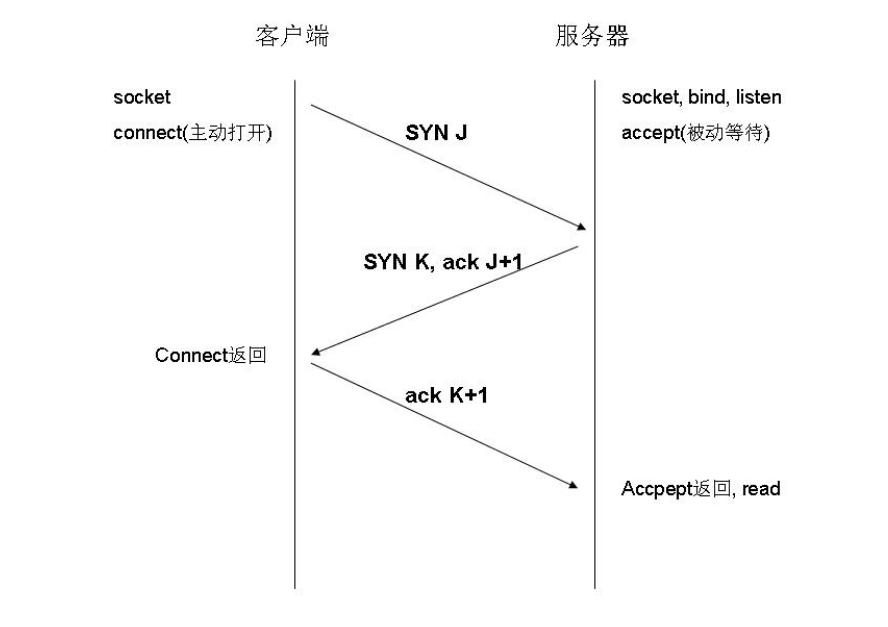 客户端
服务器
socket
socket, bind, listen
connect(主动打开)
SYN J
accept(被动等待)
SYN K, ack J+1
Connect返回
ack K+1
Accpept返回, read